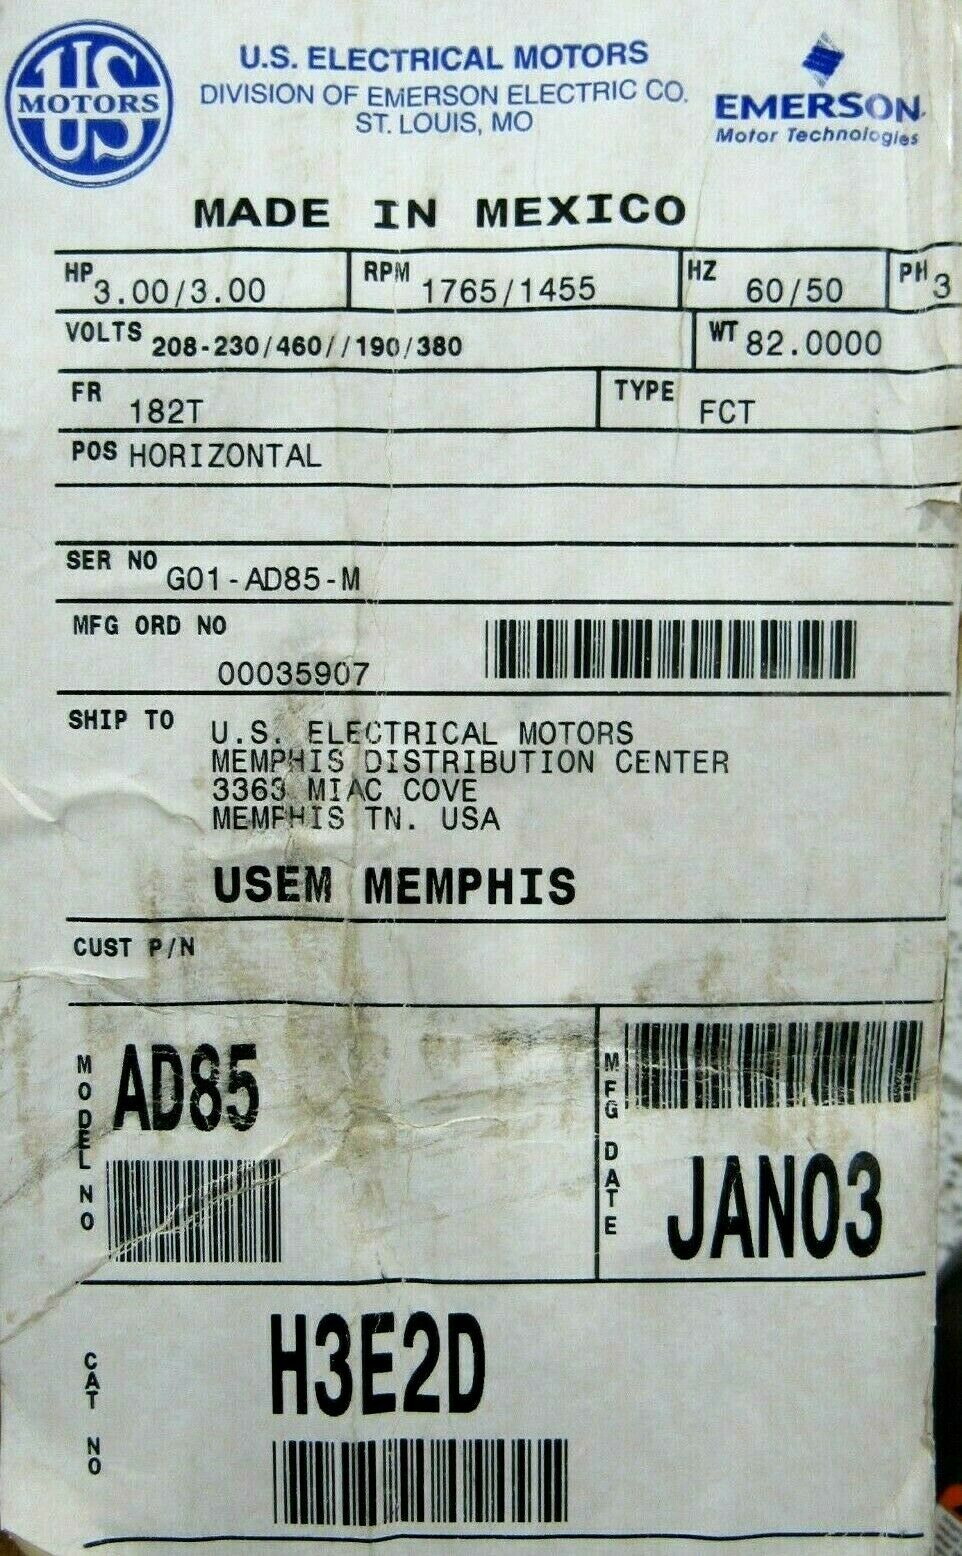 US MOTORS
U.S. ELECTRICAL MOTORS
DIVISION OF EMERSON ELECTRIC CO.
ST. LOUIS, MO
EMERSON
Motor Technologies
MADE IN MEXICO
HP 3.00/3.00 RPM 1765/1455 HZ 60/50 PH 3
VOLTS 208-230/460//190/380 WT 82.0000
FR 182T TYPE FCT
POS HORIZONTAL
SER NO G01-AD85-M
MFG ORD NO
00035907
SHIP TO U.S. ELECTRICAL MOTORS
MEMPHIS DISTRIBUTION CENTER
3363 MIAC COVE
MEMPHIS TN. USA
USEM MEMPHIS
CUST P/N
MODEL NO AD85
MFG DATE JAN03
CAT NO H3E2D